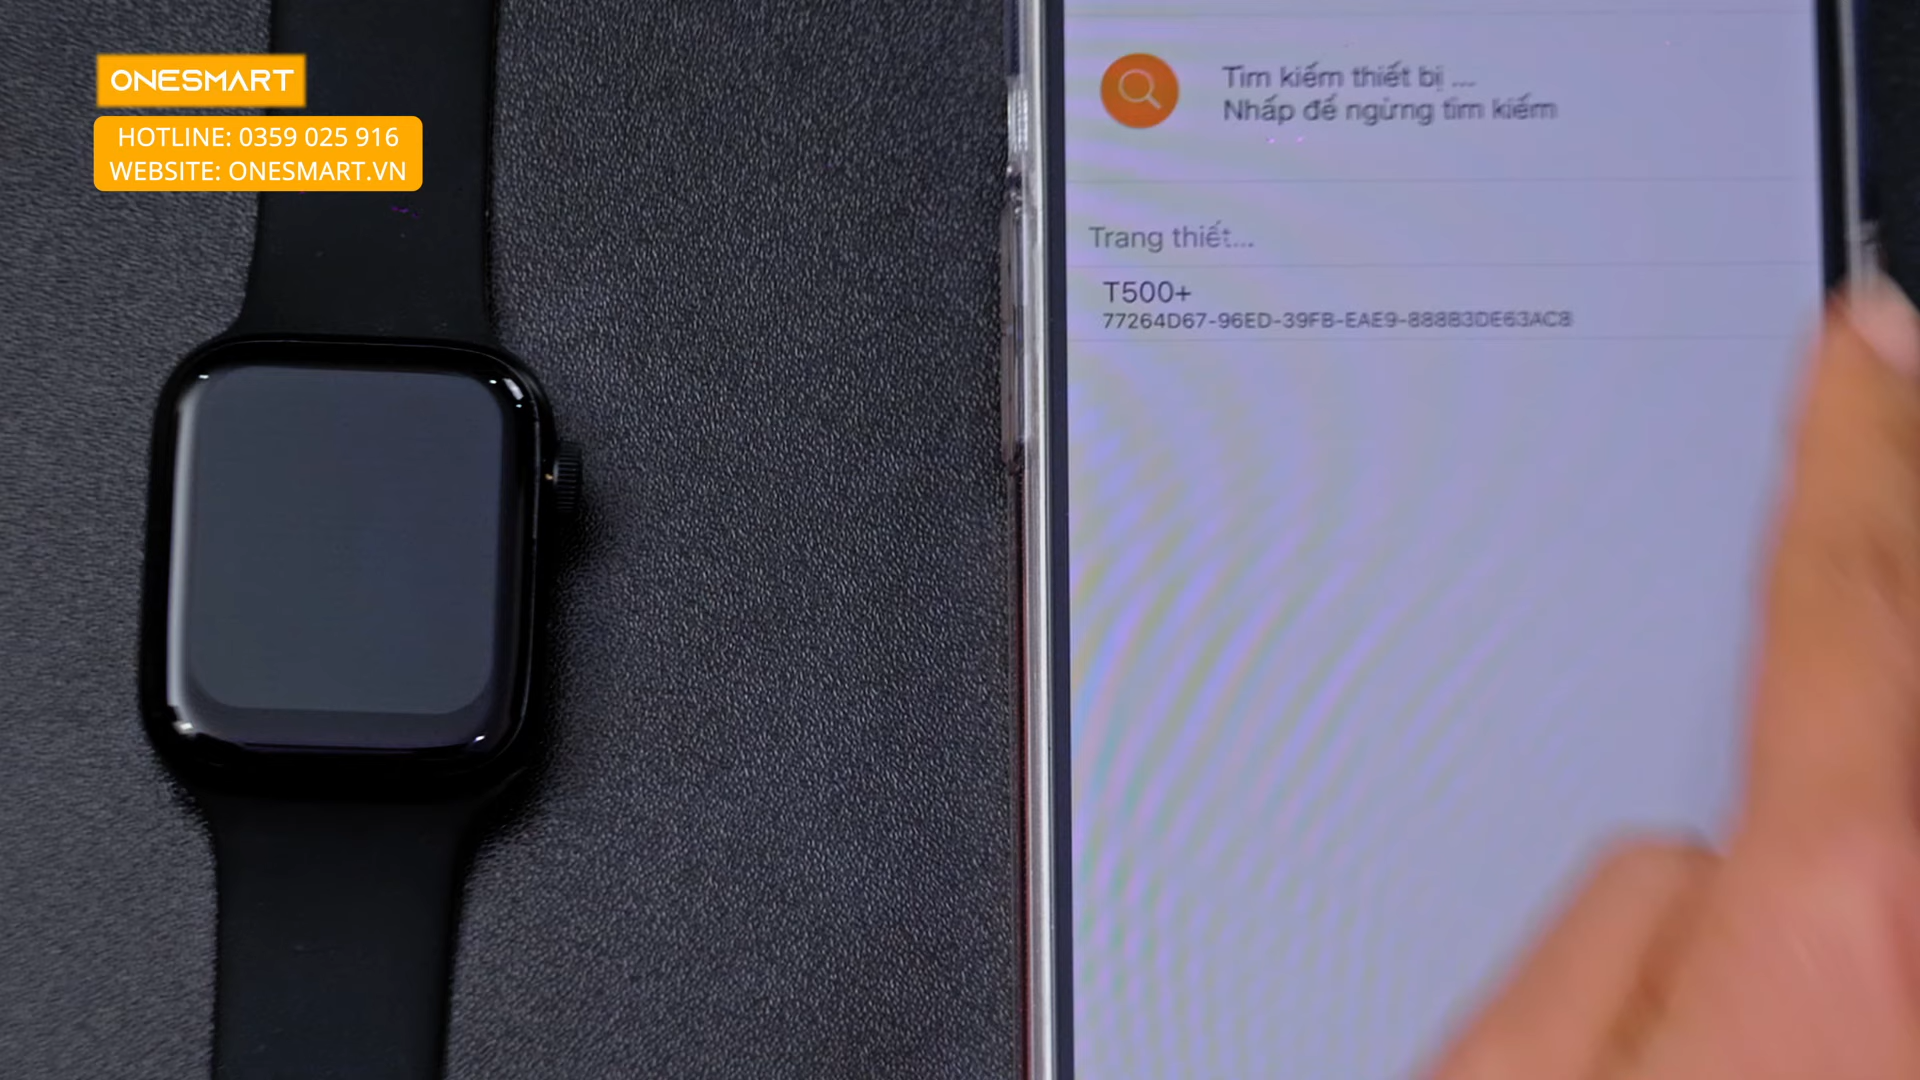 ONESMART
HOTLINE: 0359 025 916
WEBSITE: ONESMART.VN
Tìm kiếm thiết bị ...
Nhấp để ngừng tìm kiếm
Trang thiết...
T500+
77264D67-96ED-39FB-EAE9-888B3DE63AC8